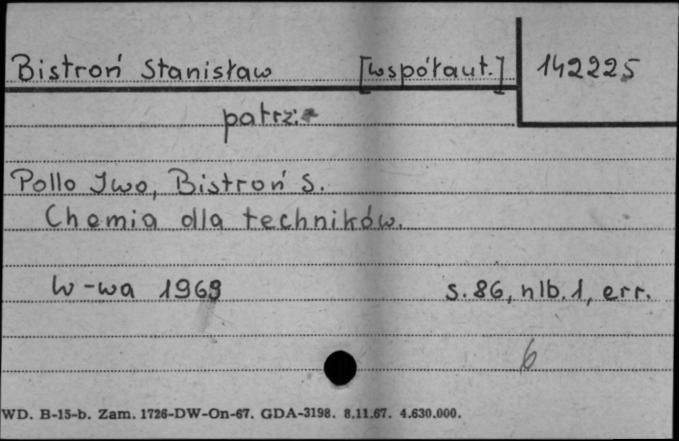 Bistroń Stanisław [współaut.] 142225
patrz:
Pollo Iwo, Bistroń S.
Chemia dla techników.
W-wa 1969 s. 86, nlb. 1, err.
6
WD. B-15-b. Zam. 1726-DW-On-67. GDA-3198. 8.11.67. 4.630.000.